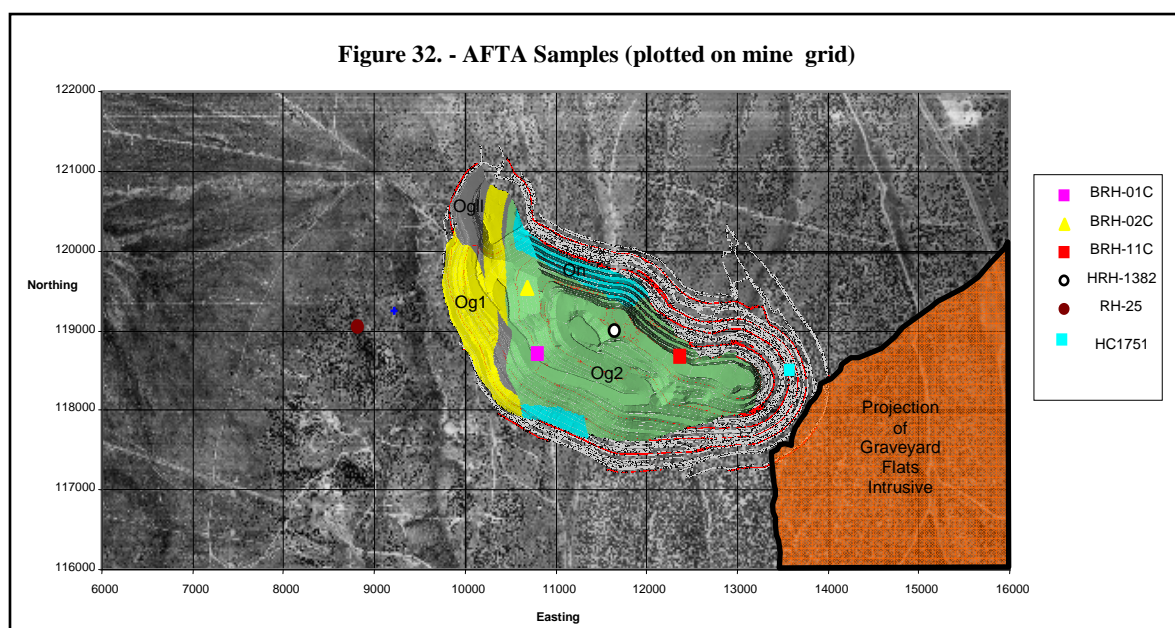 Figure 32. - AFTA Samples (plotted on mine grid)
122000
121000
120000
Northing
119000
118000
117000
116000
6000 7000 8000 9000 10000 11000 12000 13000 14000 15000 16000
Easting
OgII
On
Og1
Og2
Projection
of
Graveyard
Flats
Intrusive
BRH-01C
BRH-02C
BRH-11C
HRH-1382
RH-25
HC1751